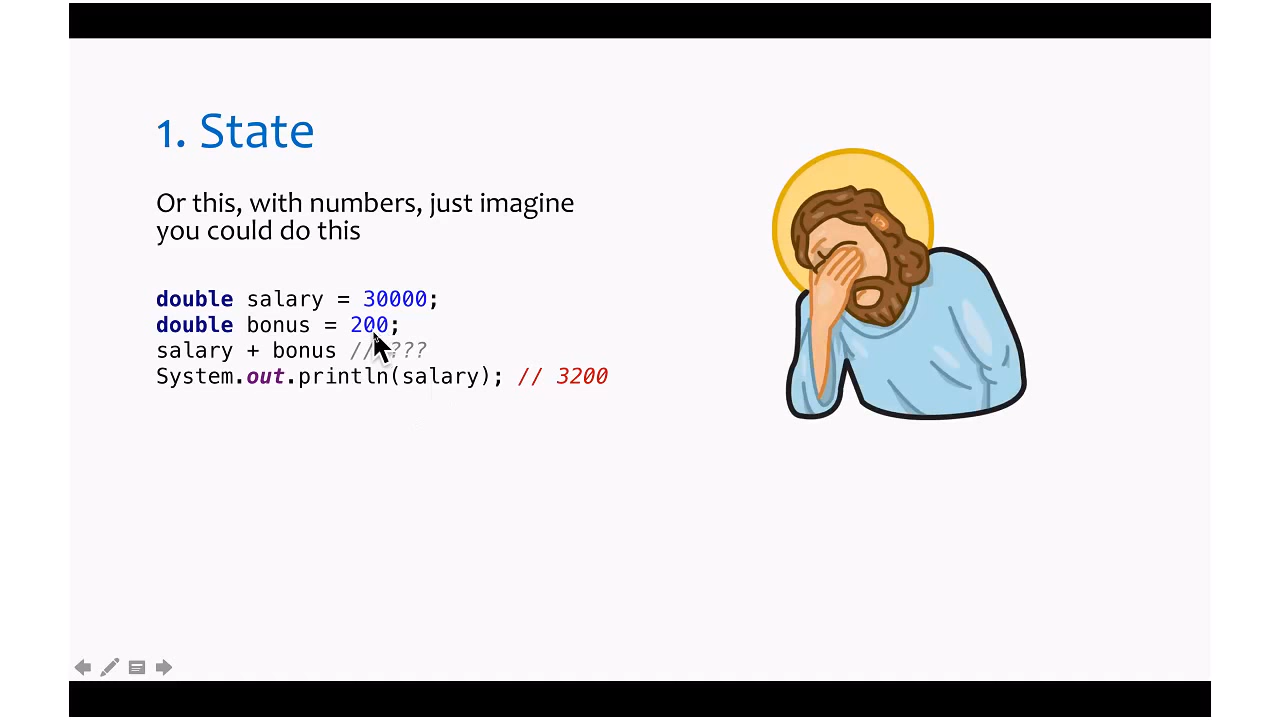 1. State
Or this, with numbers, just imagine
you could do this
double salary = 30000;
double bonus = 200;
salary + bonus // ???
System.out.println(salary); // 3200